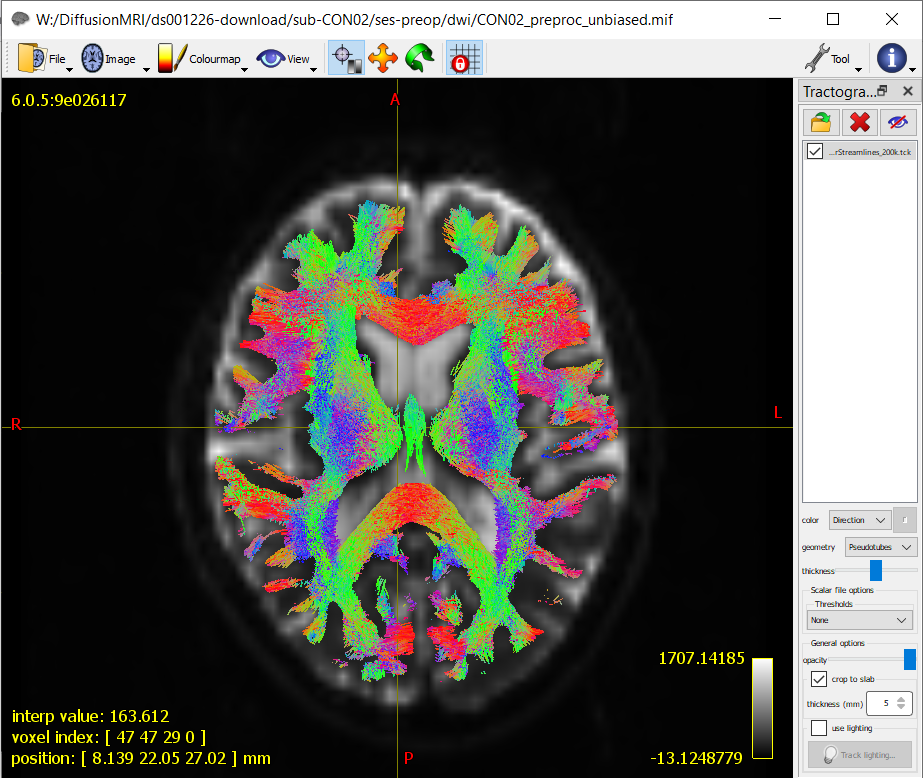 W:/DiffusionMRI/ds001226-download/sub-CON02/ses-preop/dwi/CON02_preproc_unbiased.mif
File Image Colourmap View Tool
6.0.5:9e026117
A
Tractogra...
...rStreamlines_200k.tck
R
L
color Direction
geometry Pseudotubes
thickness
Scalar file options
Thresholds
None
General options
opacity
crop to slab
thickness (mm) 5
use lighting
Track lighting...
1707.14185
-13.1248779
interp value: 163.612
voxel index: [ 47 47 29 0 ]
position: [ 8.139 22.05 27.02 ] mm
P